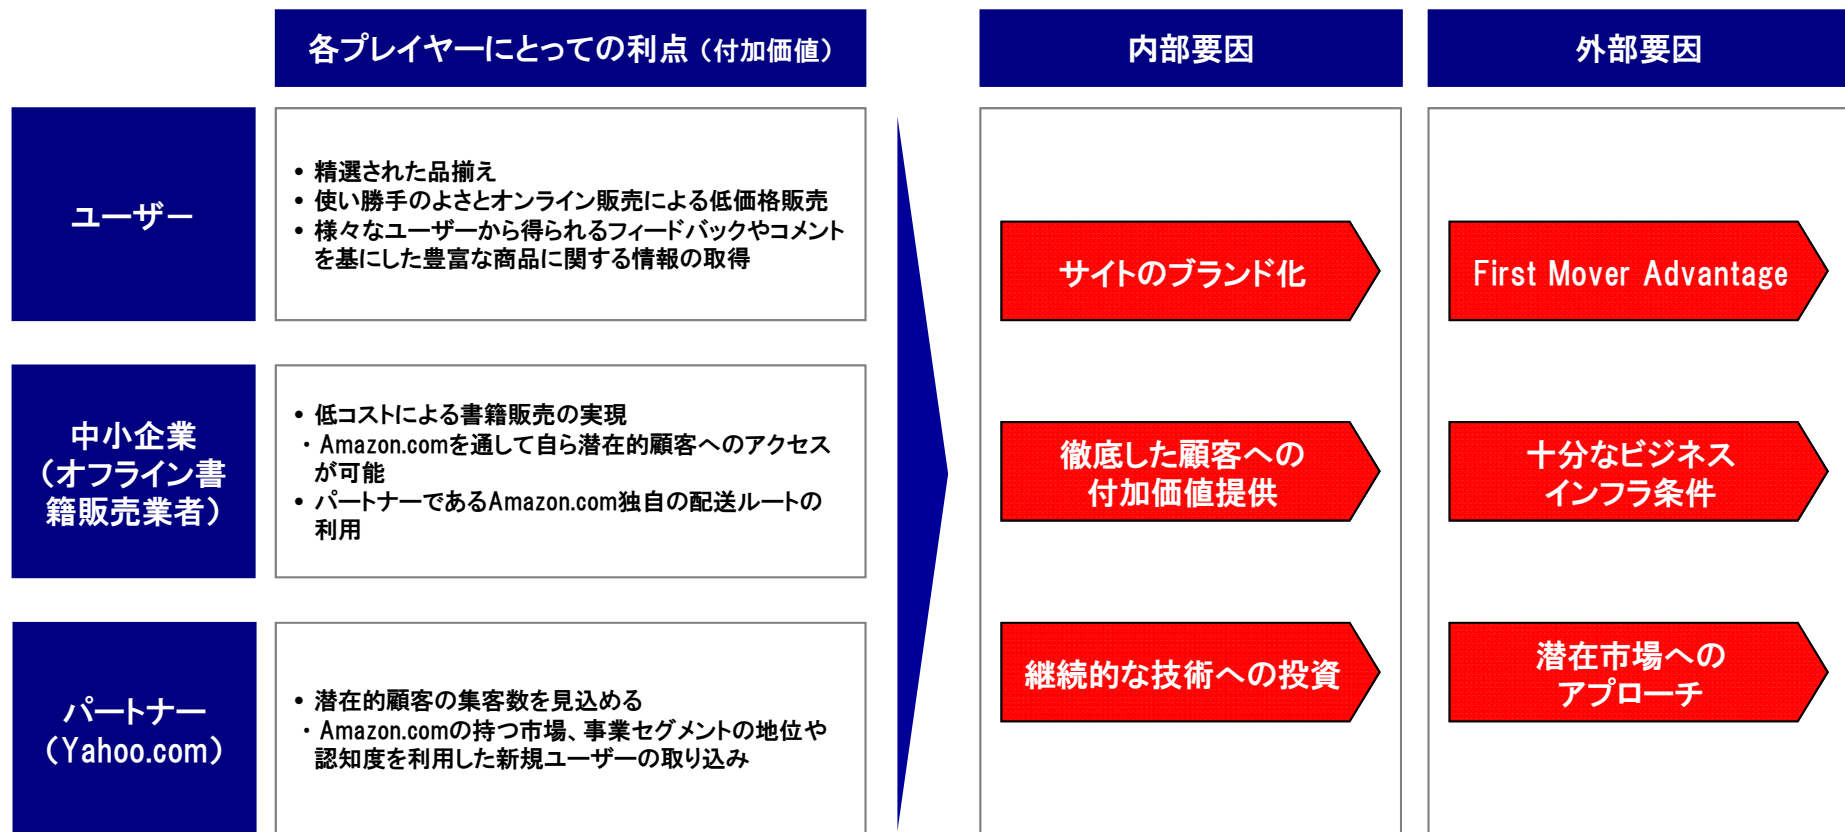 各プレイヤーにとっての利点（付加価値）
内部要因
外部要因
ユーザー
• 精選された品揃え
• 使い勝手のよさとオンライン販売による低価格販売
• 様々なユーザーから得られるフィードバックやコメント
を基にした豊富な商品に関する情報の取得
中小企業
（オフライン書
籍販売業者）
• 低コストによる書籍販売の実現
・Amazon.comを通して自ら潜在的顧客へのアクセス
が可能
• パートナーであるAmazon.com独自の配送ルートの
利用
パートナー
（Yahoo.com）
• 潜在的顧客の集客数を見込める
・Amazon.comの持つ市場、事業セグメントの地位や
認知度を利用した新規ユーザーの取り込み
サイトのブランド化
徹底した顧客への
付加価値提供
継続的な技術への投資
First Mover Advantage
十分なビジネス
インフラ条件
潜在市場への
アプローチ